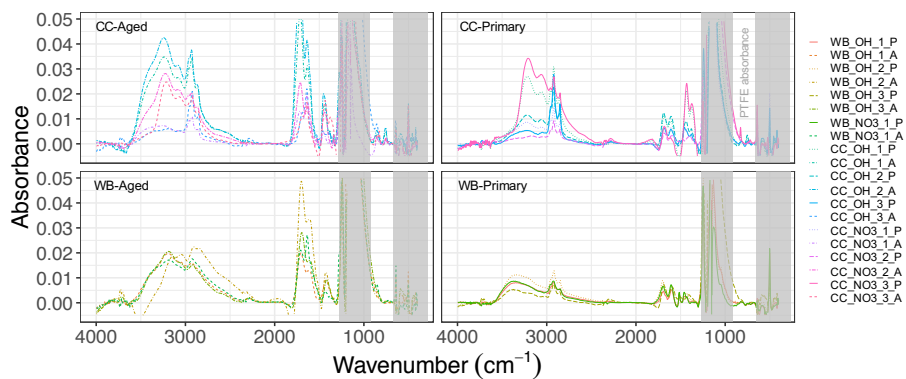 CC-Aged
CC-Primary
0.05
0.04
0.03
0.02
0.01
0.00
PTFE absorbance
WB-Aged
WB-Primary
0.05
0.04
0.03
0.02
0.01
0.00
Absorbance
4000 3000 2000 1000
4000 3000 2000 1000
Wavenumber (cm⁻¹)
WB_OH_1_P
WB_OH_1_A
WB_OH_2_P
WB_OH_2_A
WB_OH_3_P
WB_OH_3_A
WB_NO3_1_P
WB_NO3_1_A
CC_OH_1_P
CC_OH_1_A
CC_OH_2_P
CC_OH_2_A
CC_OH_3_P
CC_OH_3_A
CC_NO3_1_P
CC_NO3_1_A
CC_NO3_2_P
CC_NO3_2_A
CC_NO3_3_P
CC_NO3_3_A